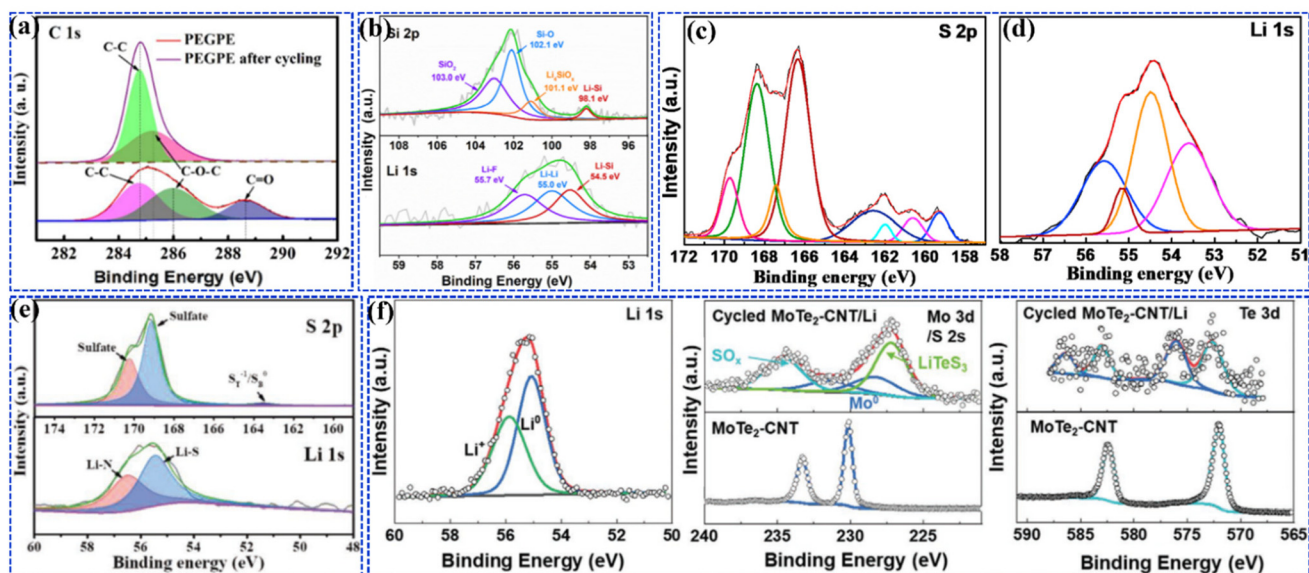 (a)
C 1s
PEGPE
PEGPE after cycling
C-C
C-O-C
C-C
C=O
Intensity (a. u.)
282 284 286 288 290 292
Binding Energy (eV)
(b)
Si 2p
Si-O
102.1 eV
SiO2
103.0 eV
LixSiOx
101.1 eV
Li-Si
98.1 eV
108 106 104 102 100 98 96
Li 1s
Li-F
55.7 eV
Li-Li
55.0 eV
Li-Si
54.5 eV
Intensity (a.u.)
59 58 57 56 55 54 53
Binding Energy (eV)
(c)
S 2p
Intensity (a.u.)
172 170 168 166 164 162 160 158
Binding energy (eV)
(d)
Li 1s
58 57 56 55 54 53 52 51
Binding energy (eV)
(e)
S 2p
Sulfate
Sulfate
174 172 170 168 166 164 162 160
Li 1s
Li-N
Li-S
Intensity (a.u.)
60 58 56 54 52 50 48
Binding energy (eV)
(f)
Li 1s
Li+
Li0
Intensity (a.u.)
60 58 56 54 52 50
Binding Energy (eV)
Cycled MoTe2-CNT/Li
Mo 3d
/S 2s
SOx
LiTeS3
Mo0
MoTe2-CNT
Intensity (a.u.)
240 230
Binding Energy (eV)
Cycled MoTe2-CNT/Li
Te 3d
MoTe2-CNT
Intensity (a.u.)
590 585 580 575 570 565
Binding Energy (eV)